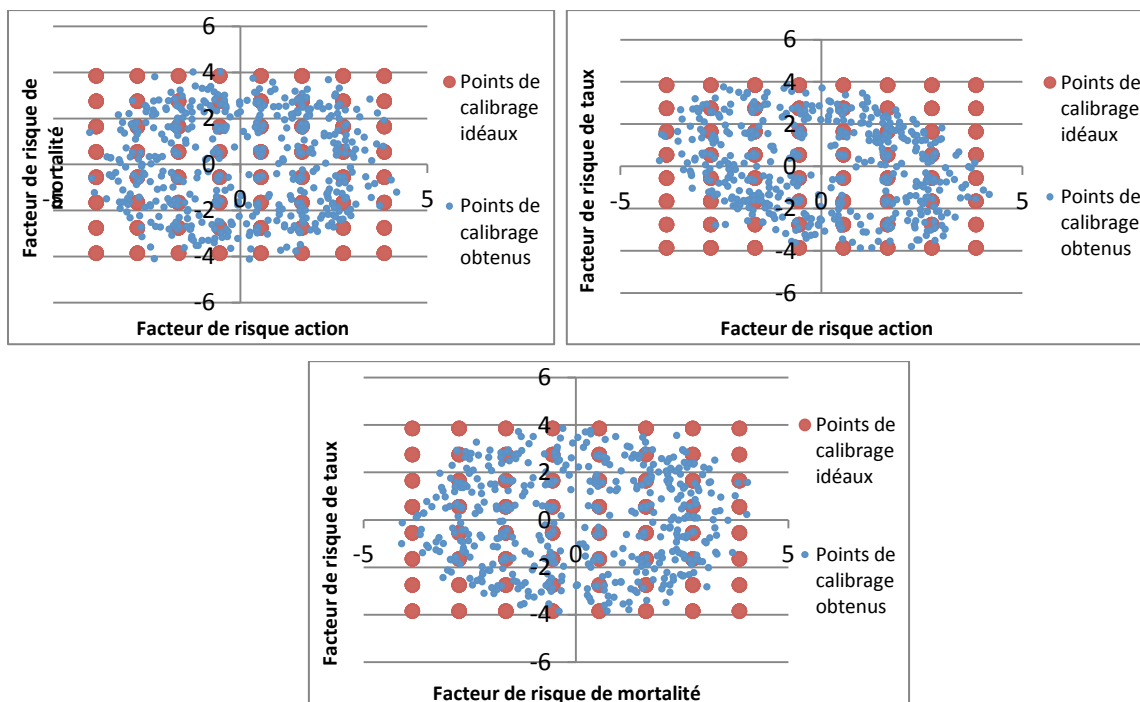 6
4
2
0
-2
-4
-6
-5
0
5
Facteur de risque de
mortalité
Facteur de risque action
Points de
calibrage
idéaux
Points de
calibrage
obtenus
6
4
2
0
-2
-4
-6
-5
0
5
Facteur de risque de taux
Facteur de risque action
Points de
calibrage
idéaux
Points de
calibrage
obtenus
6
4
2
0
-2
-4
-6
-5
0
5
Facteur de risque de taux
Facteur de risque de mortalité
Points de
calibrage
idéaux
Points de
calibrage
obtenus